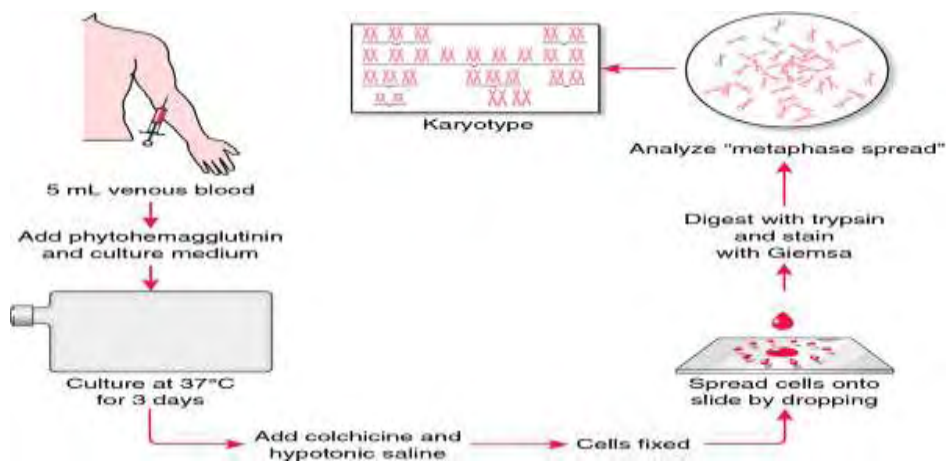 5 mL venous blood
Add phytohemagglutinin
and culture medium
Culture at 37°C
for 3 days
Add colchicine and
hypotonic saline
Cells fixed
Spread cells onto
slide by dropping
Digest with trypsin
and stain
with Giemsa
Analyze "metaphase spread"
Karyotype